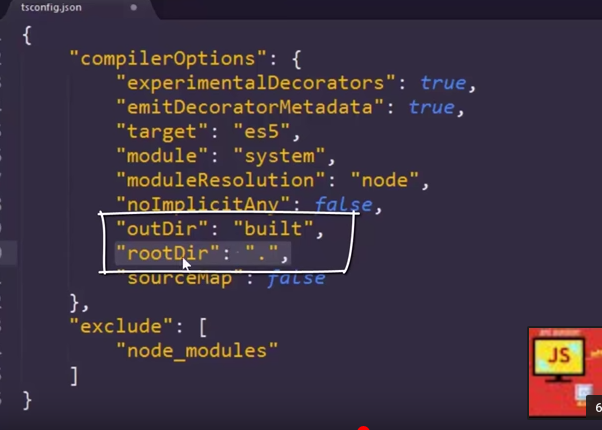 tsconfig.json
{
"compilerOptions": {
"experimentalDecorators": true,
"emitDecoratorMetadata": true,
"target": "es5",
"module": "system",
"moduleResolution": "node",
"noImplicitAny": false,
"outDir": "built",
"rootDir": ".",
"sourceMap": false
},
"exclude": [
"node_modules"
]
}
JS
6